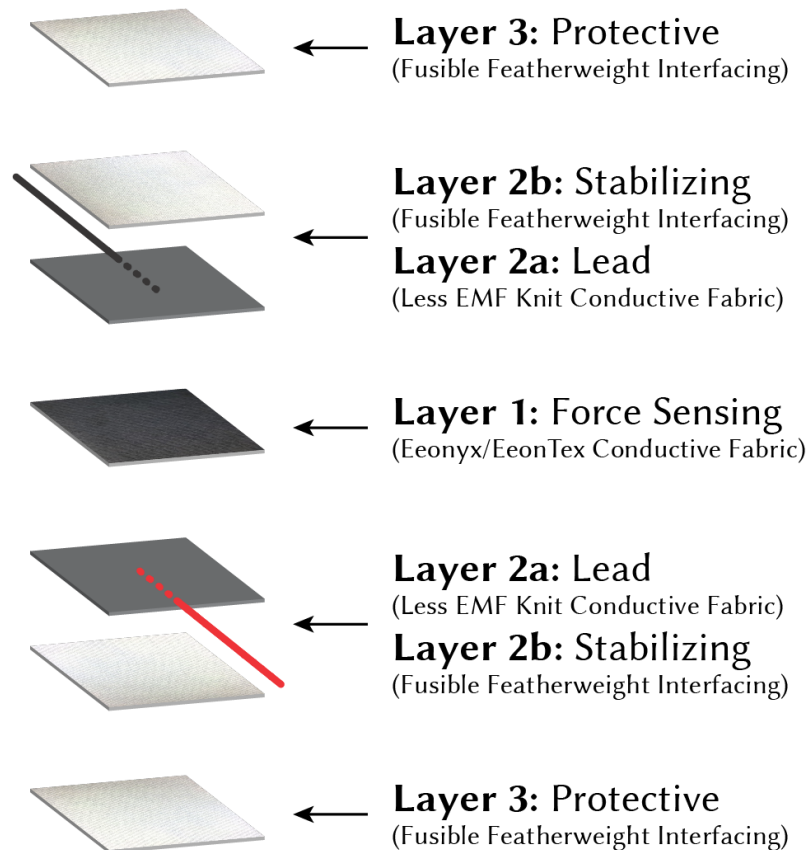 Layer 3: Protective
(Fusible Featherweight Interfacing)
Layer 2b: Stabilizing
(Fusible Featherweight Interfacing)
Layer 2a: Lead
(Less EMF Knit Conductive Fabric)
Layer 1: Force Sensing
(Eeonyx/EeonTex Conductive Fabric)
Layer 2a: Lead
(Less EMF Knit Conductive Fabric)
Layer 2b: Stabilizing
(Fusible Featherweight Interfacing)
Layer 3: Protective
(Fusible Featherweight Interfacing)